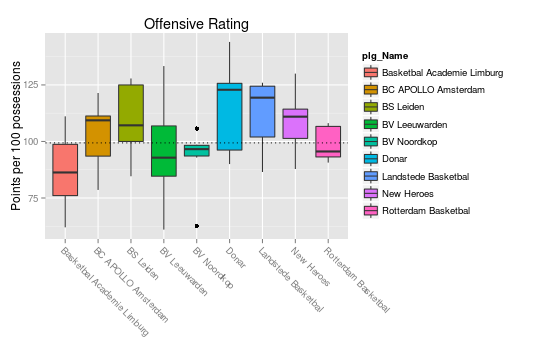 Offensive Rating
Points per 100 possessions
125
100
75
Basketbal Academie Limburg
BC APOLLO Amsterdam
BS Leiden
BV Leeuwarden
BV Noordkop
Donar
Landstede Basketbal
New Heroes
Rotterdam Basketbal
plg_Name
Basketbal Academie Limburg
BC APOLLO Amsterdam
BS Leiden
BV Leeuwarden
BV Noordkop
Donar
Landstede Basketbal
New Heroes
Rotterdam Basketbal